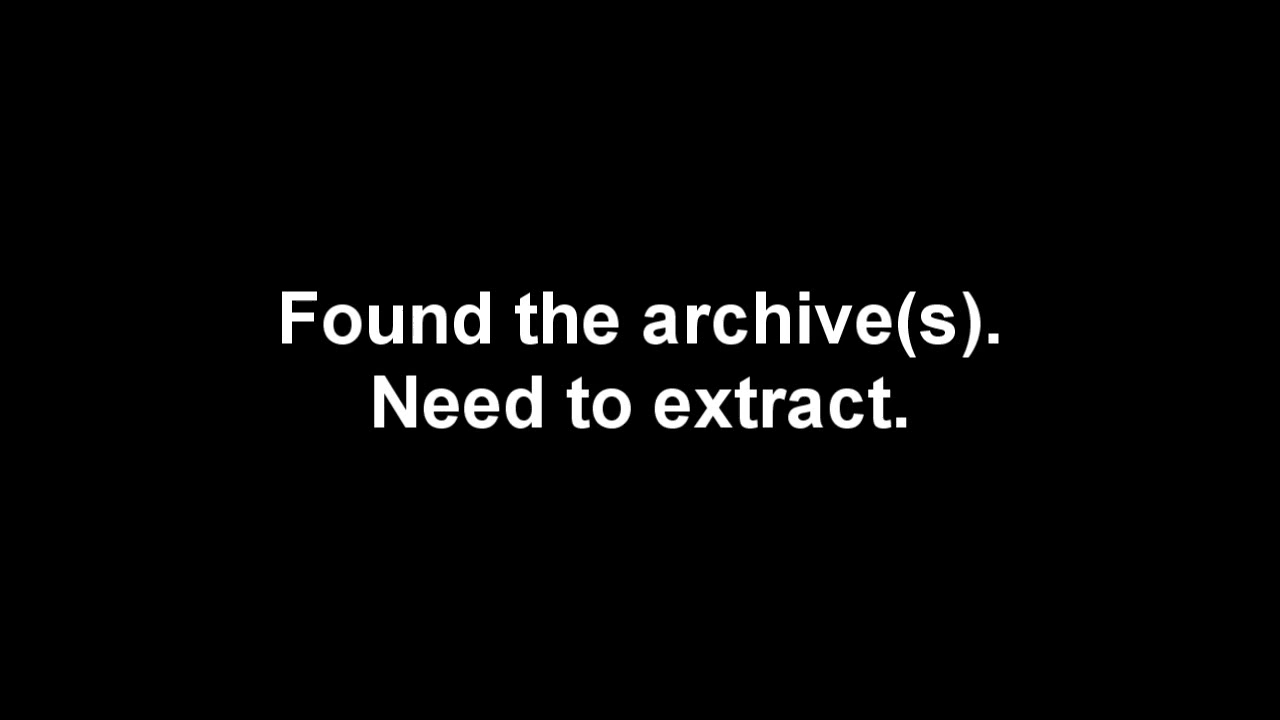 Found the archive(s).
Need to extract.